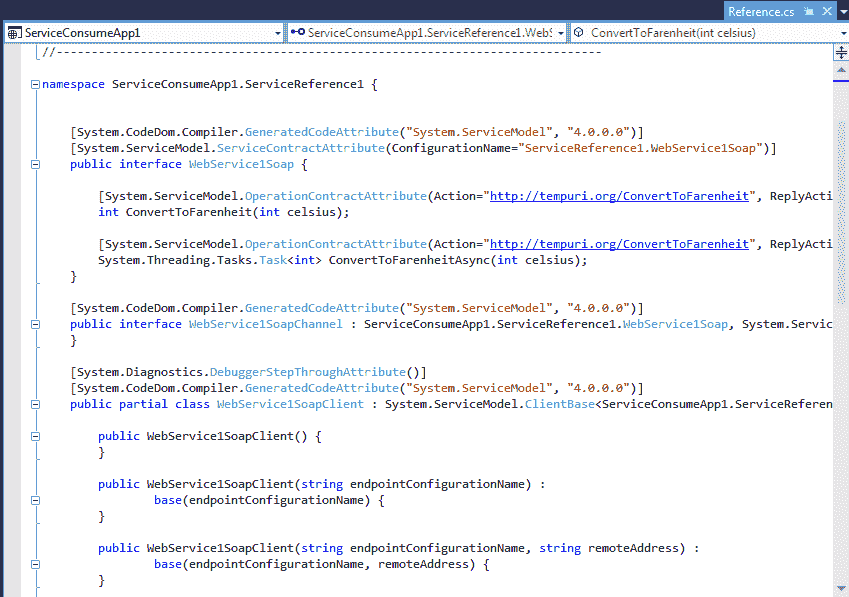 Reference.cs
ServiceConsumeApp1 ServiceConsumeApp1.ServiceReference1.WebS ConvertToFarenheit(int celsius)
//------------------------------------------------------------------------------
namespace ServiceConsumeApp1.ServiceReference1 {
[System.CodeDom.Compiler.GeneratedCodeAttribute("System.ServiceModel", "4.0.0.0")]
[System.ServiceModel.ServiceContractAttribute(ConfigurationName="ServiceReference1.WebService1Soap")]
public interface WebService1Soap {
[System.ServiceModel.OperationContractAttribute(Action="http://tempuri.org/ConvertToFarenheit", ReplyActi
int ConvertToFarenheit(int celsius);
[System.ServiceModel.OperationContractAttribute(Action="http://tempuri.org/ConvertToFarenheit", ReplyActi
System.Threading.Tasks.Task<int> ConvertToFarenheitAsync(int celsius);
}
[System.CodeDom.Compiler.GeneratedCodeAttribute("System.ServiceModel", "4.0.0.0")]
public interface WebService1SoapChannel : ServiceConsumeApp1.ServiceReference1.WebService1Soap, System.Servic
}
[System.Diagnostics.DebuggerStepThroughAttribute()]
[System.CodeDom.Compiler.GeneratedCodeAttribute("System.ServiceModel", "4.0.0.0")]
public partial class WebService1SoapClient : System.ServiceModel.ClientBase<ServiceConsumeApp1.ServiceReferen
public WebService1SoapClient() {
}
public WebService1SoapClient(string endpointConfigurationName) :
base(endpointConfigurationName) {
}
public WebService1SoapClient(string endpointConfigurationName, string remoteAddress) :
base(endpointConfigurationName, remoteAddress) {
}